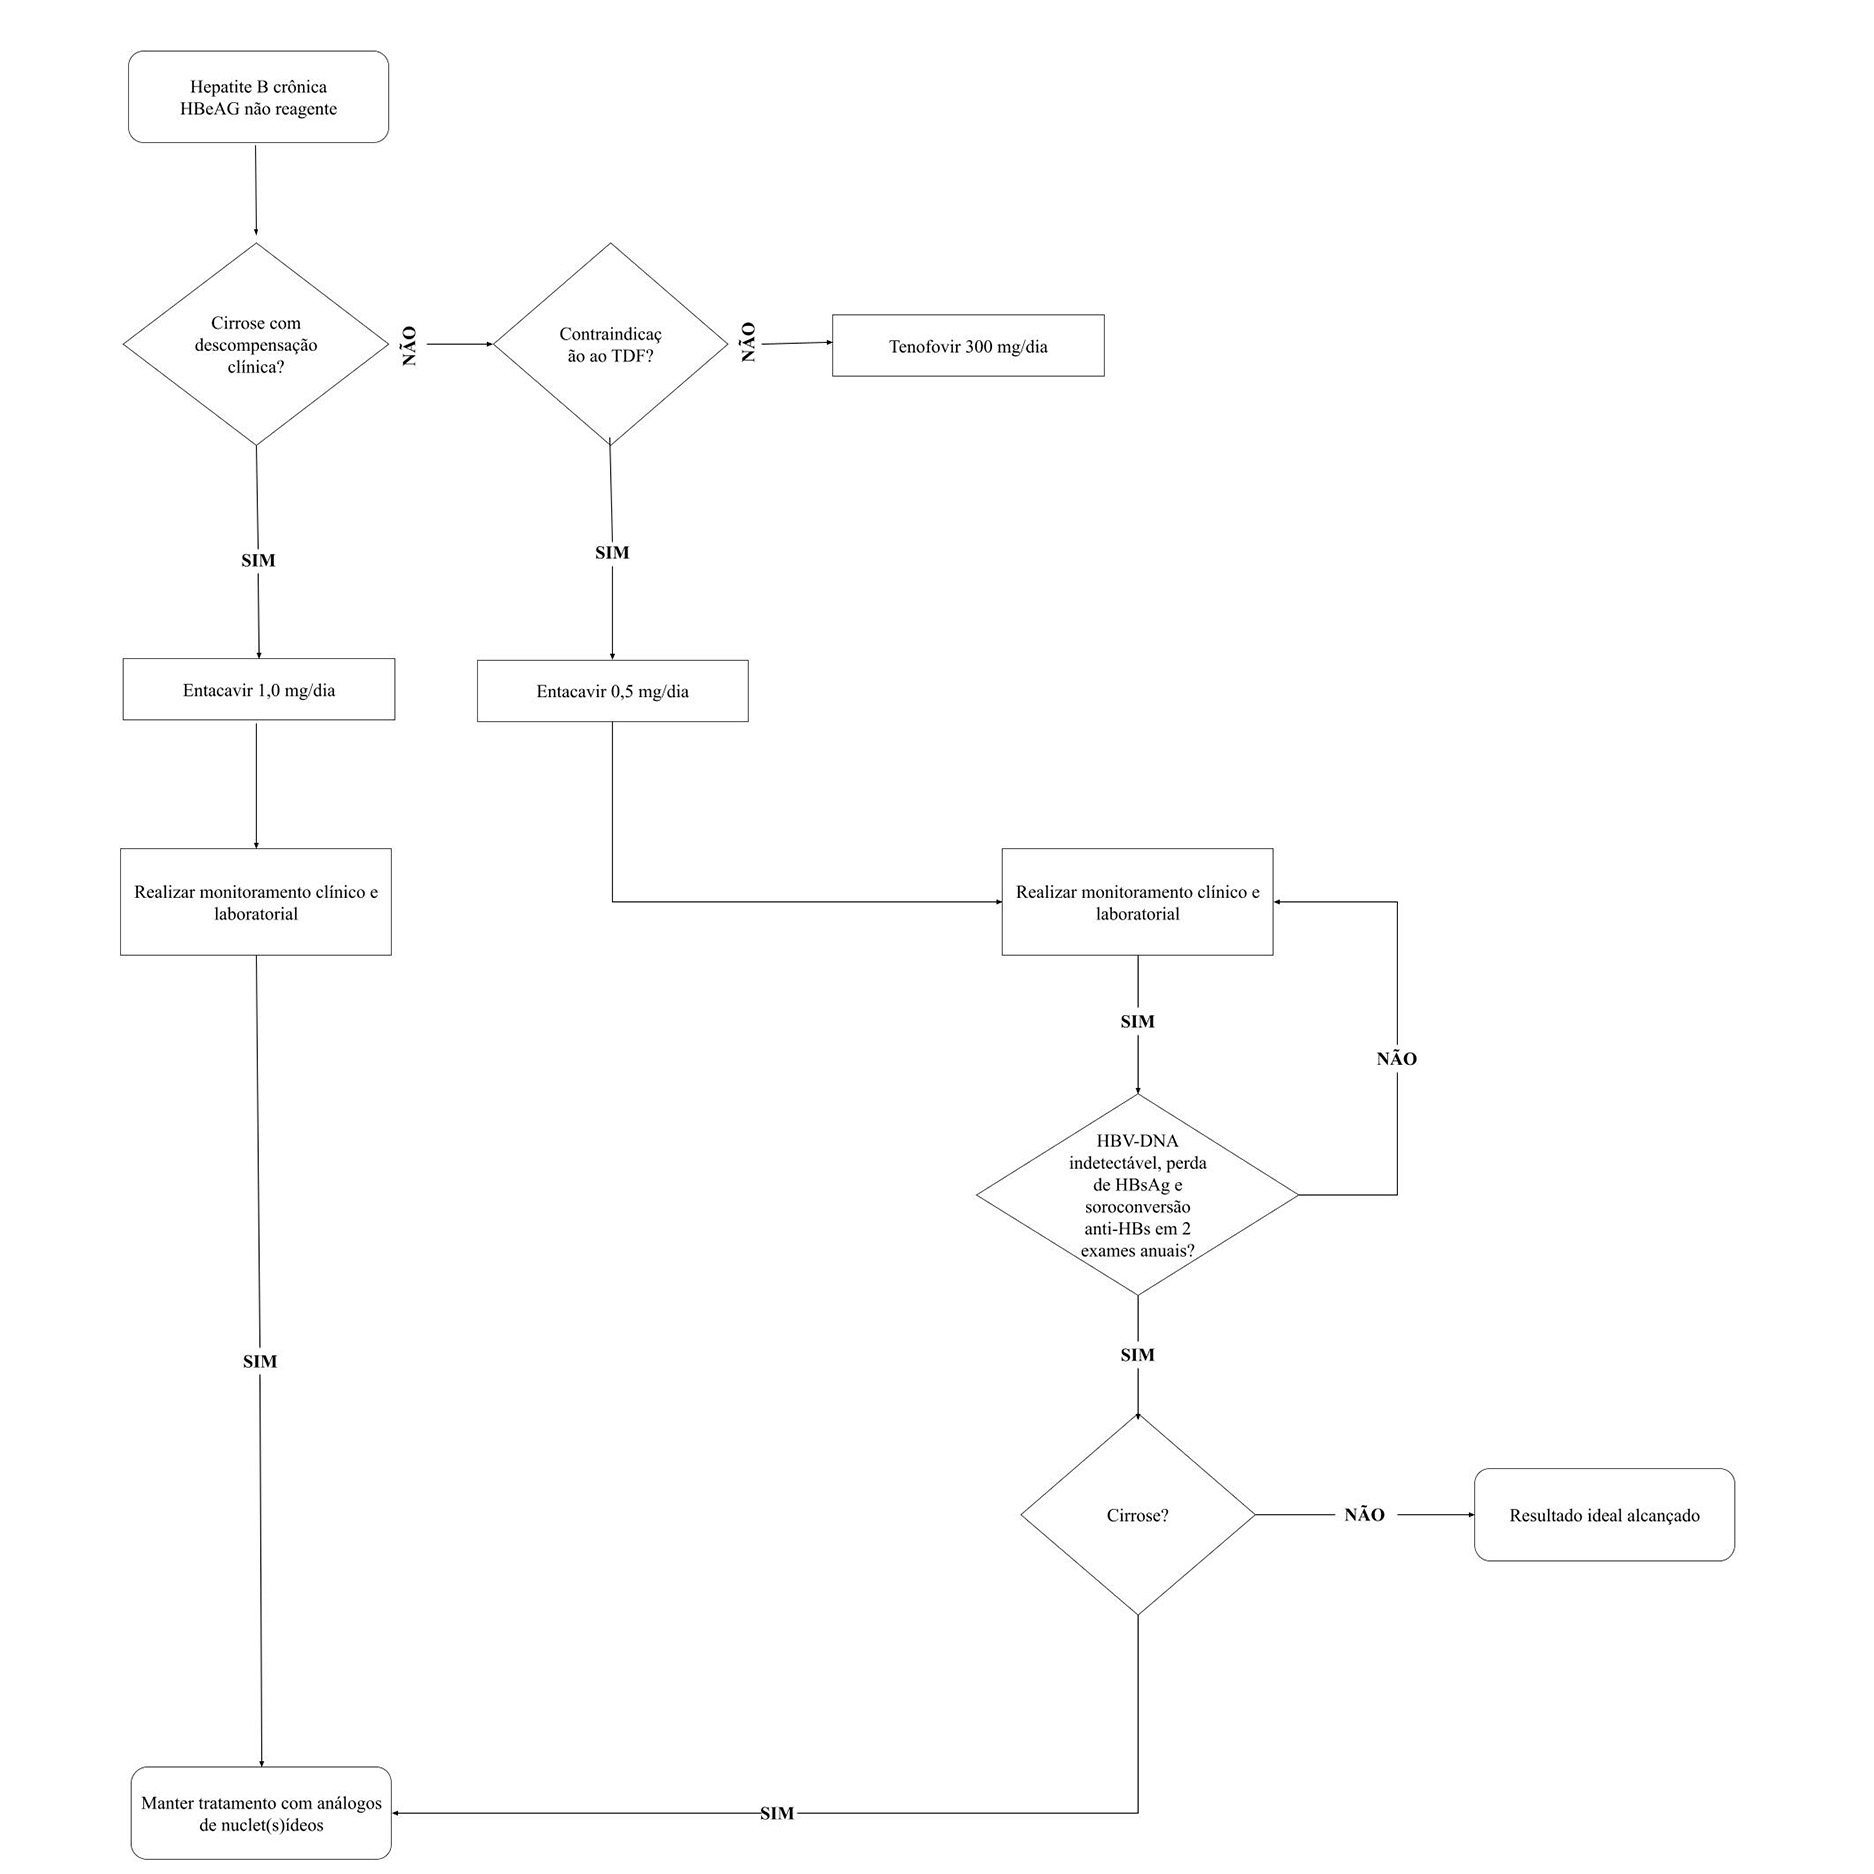 Hepatite B crônica
HBeAG não reagente
Cirrose com
descompensação
clínica?
NÃO
Contraindicaç
ão ao TDF?
NÃO
Tenofovir 300 mg/dia
SIM
SIM
Entacavir 1,0 mg/dia
Entacavir 0,5 mg/dia
Realizar monitoramento clínico e
laboratorial
Realizar monitoramento clínico e
laboratorial
SIM
NÃO
HBV-DNA
indetectável, perda
de HBsAg e
soroconversão
anti-HBs em 2
exames anuais?
SIM
SIM
Cirrose?
NÃO
Resultado ideal alcançado
Manter tratamento com análogos
de nuclet(s)ídeos
SIM